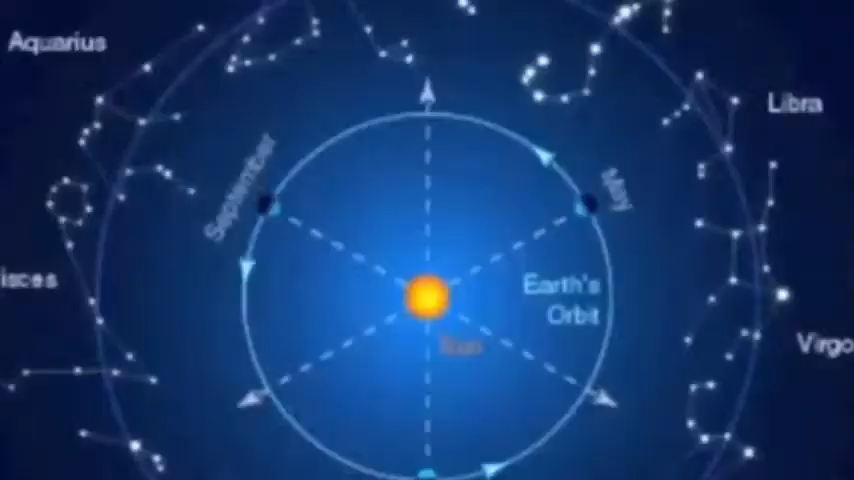 Aquarius
Libra
September
May
isces
Earth's
Orbit
Sun
Virgo